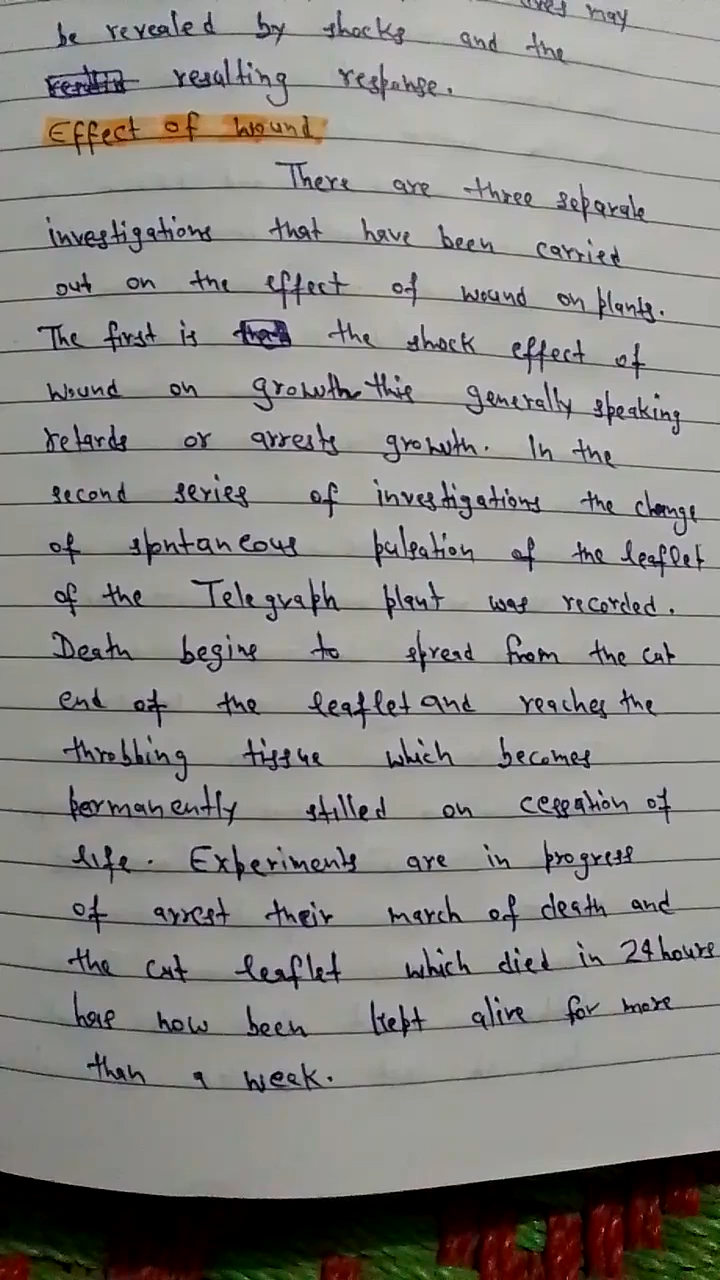 may
be revealed by shocks and the
resulting response.
Effect of wound
There are three separate
investigations that have been carried
out on the effect of wound on plants.
The first is the shock effect of
wound on growth this generally speaking
retards or arrests growth. In the
second series of investigations the change
of spontaneous pulsation of the leaflet
of the Telegraph plant was recorded.
Death begins to spread from the cut
end of the leaflet and reaches the
throbbing tissue which becomes
permanently stilled on cessation of
life. Experiments are in progress
of arrest their march of death and
the cut leaflet which died in 24 hours
has now been kept alive for more
than a week.